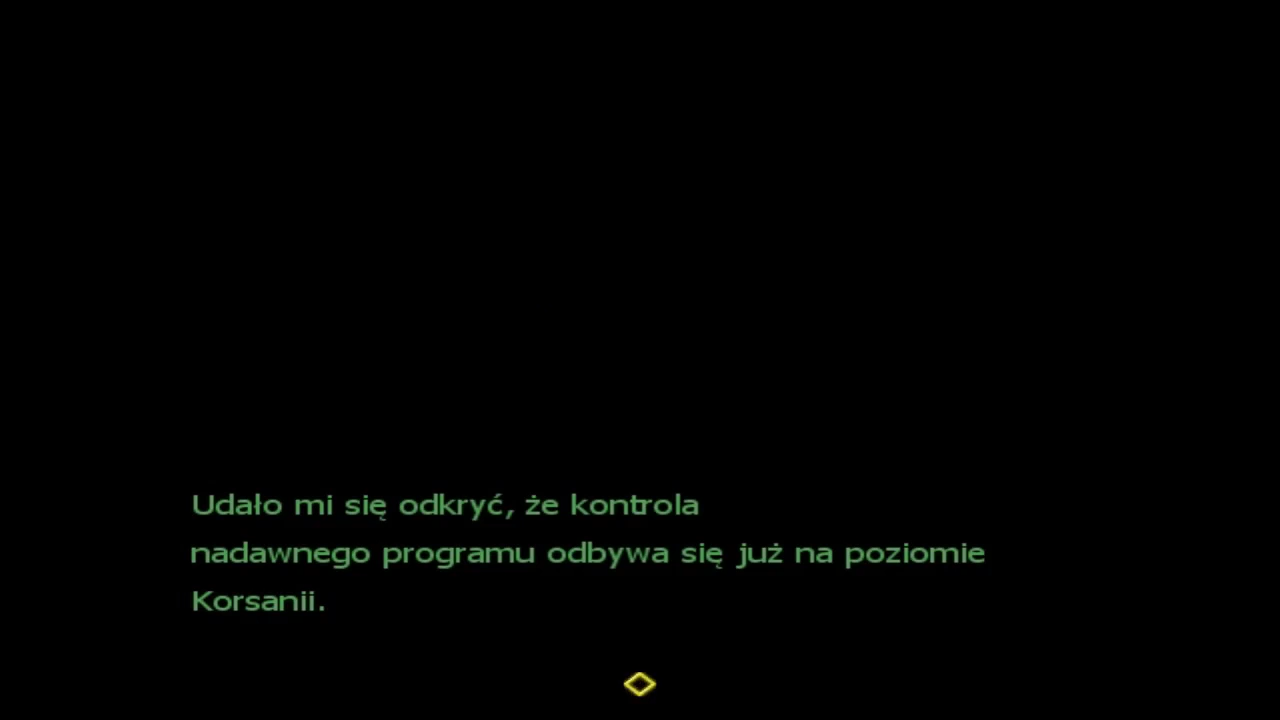 Udało mi się odkryć, że kontrola
nadawnego programu odbywa się już na poziomie
Korsanii.